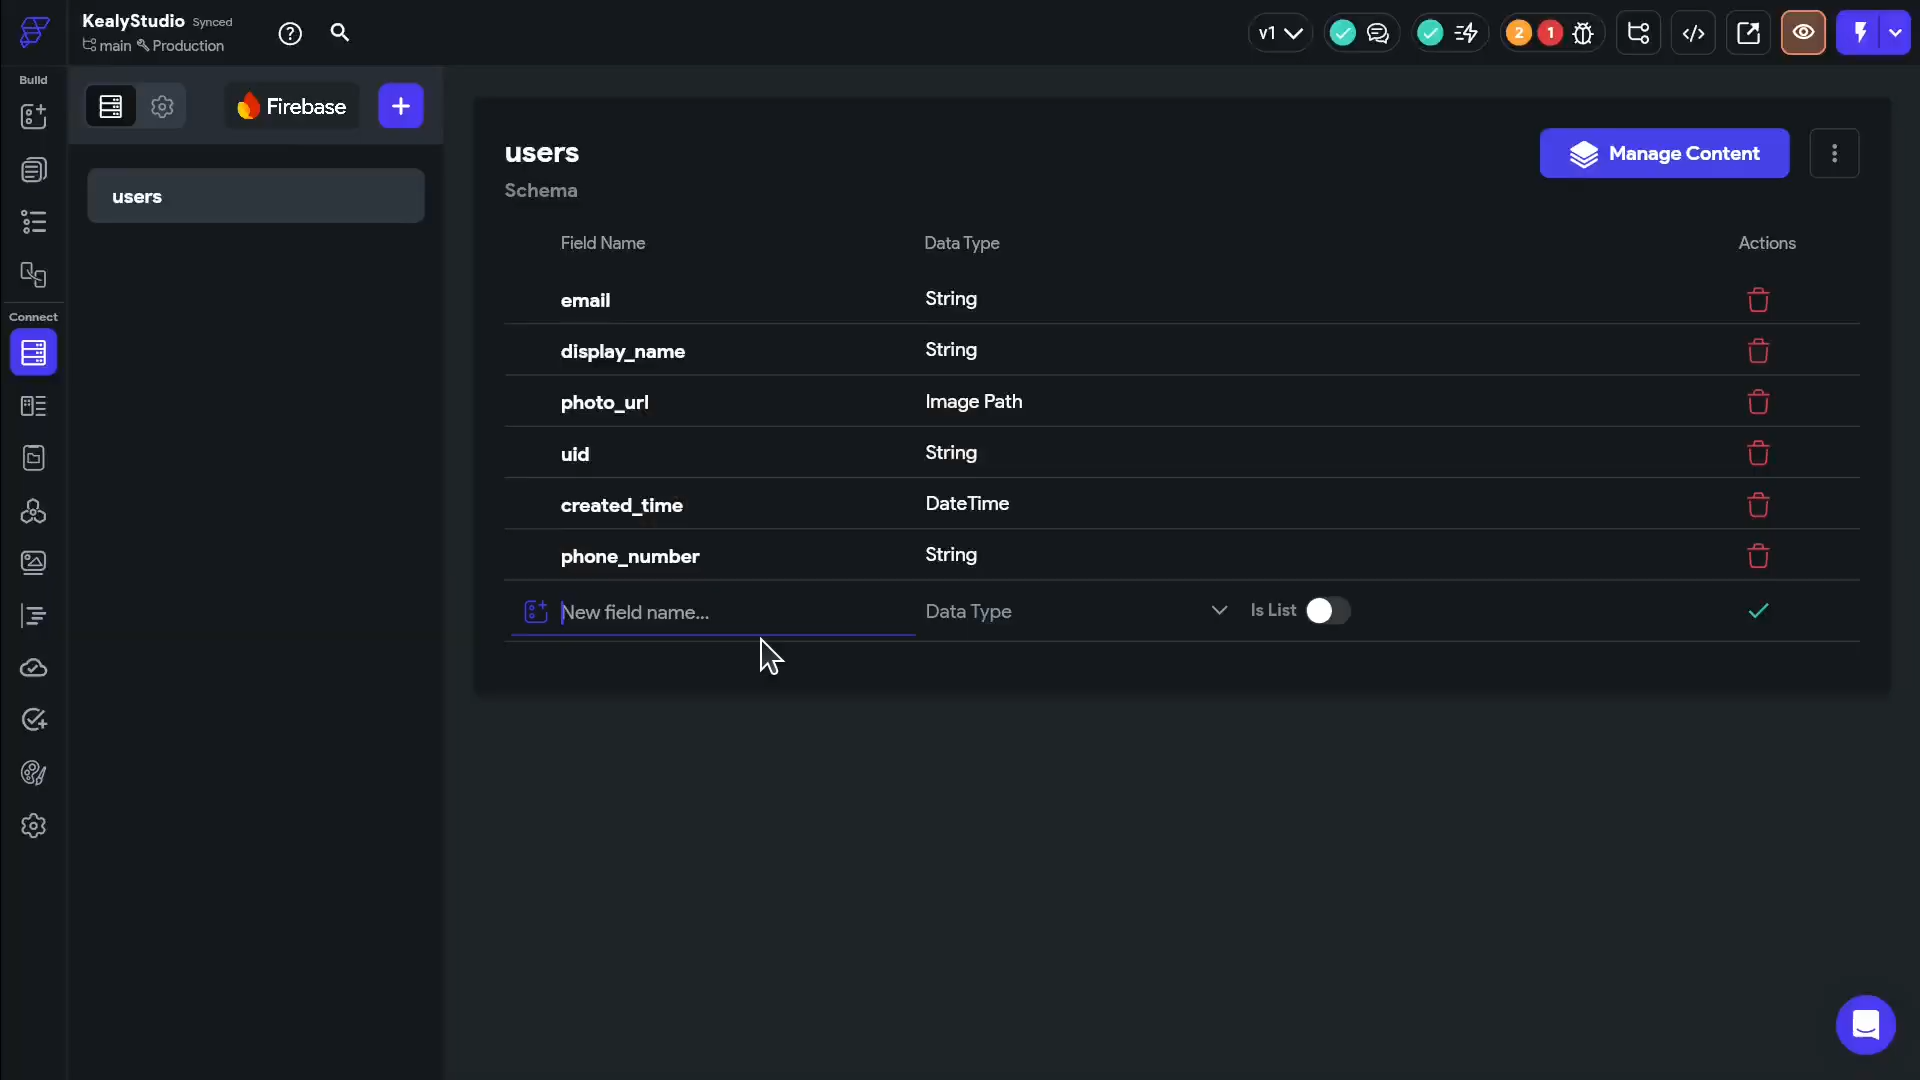 KealyStudio Synced
main Production
v1
2
1
Build
Firebase
users
Connect
users
Manage Content
Schema
Field Name Data Type Actions
email String
display_name String
photo_url Image Path
uid String
created_time DateTime
phone_number String
New field name... Data Type Is List